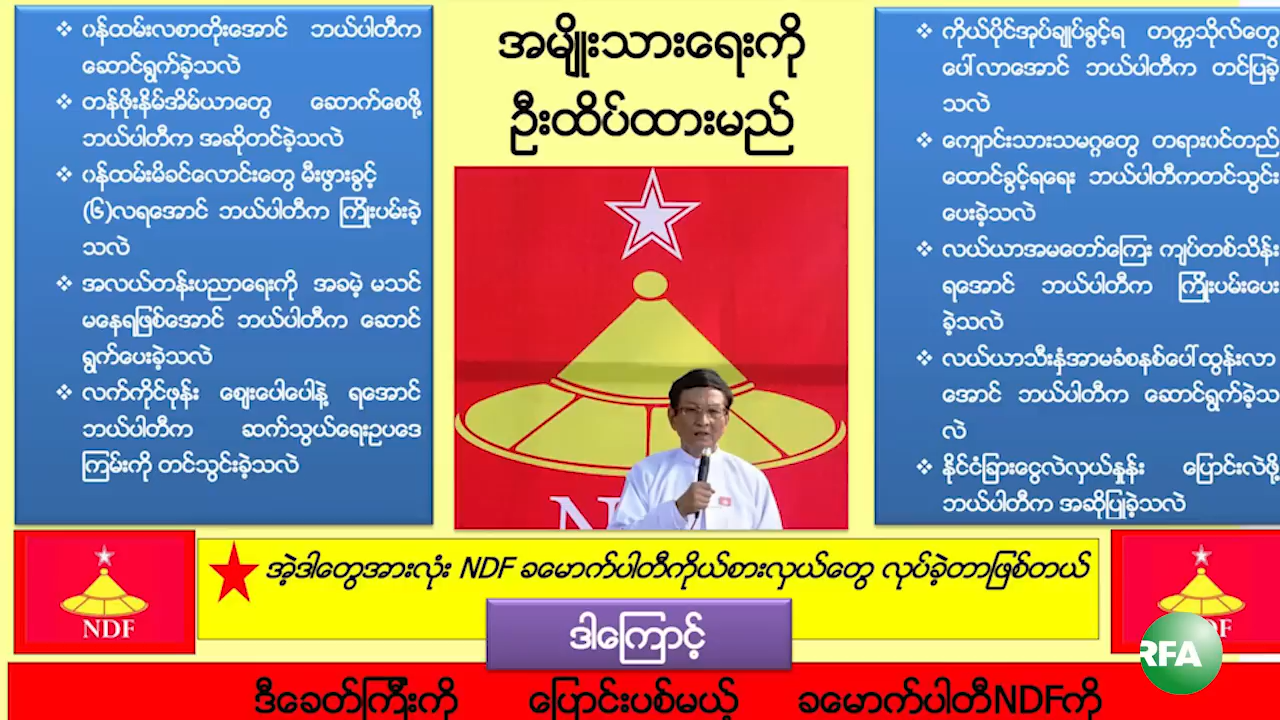 ❖ ဝန်ထမ်းလစာတိုးအောင် ဘယ်ပါတီက
ဆောင်ရွက်ခဲ့သလဲ
❖ တန်ဖိုးနိမ်အိမ်ယာတွေ ဆောက်စေဖို့
ဘယ်ပါတီက အဆိုတင်ခဲ့သလဲ
❖ ဝန်ထမ်းမိခင်လောင်းတွေ မီးဖွားခွင့်
(၆)လရအောင် ဘယ်ပါတီက ကြိုးပမ်းခဲ့
သလဲ
❖ အလယ်တန်းပညာရေးကို အခမဲ့ မသင်
မနေရဖြစ်အောင် ဘယ်ပါတီက ဆောင်
ရွက်ပေးခဲ့သလဲ
❖ လက်ကိုင်ဖုန်း ဈေးပေါပေါနဲ့ ရအောင်
ဘယ်ပါတီက ဆက်သွယ်ရေးဥပဒေ
ကြမ်းကို တင်သွင်းခဲ့သလဲ
အမျိုးသားရေးကို
ဦးထိပ်ထားမည်
NDF
❖ ကိုယ်ပိုင်အုပ်ချုပ်ခွင့်ရ တက္ကသိုလ်တွေ
ပေါ်လာအောင် ဘယ်ပါတီက တင်ပြခဲ့
သလဲ
❖ ကျောင်းသားသမဂ္ဂတွေ တရားဝင်တည်
ထောင်ခွင့်ရရေး ဘယ်ပါတီကတင်သွင်း
ပေးခဲ့သလဲ
❖ လယ်ယာအမတော်ကြေး ကျပ်တစ်သိန်း
ရအောင် ဘယ်ပါတီက ကြိုးပမ်းပေး
ခဲ့သလဲ
❖ လယ်ယာသီးနှံအာမခံစနစ်ပေါ်ထွန်းလာ
အောင် ဘယ်ပါတီက ဆောင်ရွက်ခဲ့သ
လဲ
❖ နိုင်ငံခြားငွေလဲလှယ်နှုန်း ပြောင်းလဲဖို့
ဘယ်ပါတီက အဆိုပြုခဲ့သလဲ
NDF
အဲ့ဒါတွေအားလုံး NDF ခမောက်ပါတီကိုယ်စားလှယ်တွေ လုပ်ခဲ့တာဖြစ်တယ်
DF
RFA
ဒါကြောင့်
ဒီခေတ်ကြီးကို ပြောင်းပစ်မယ့် ခမောက်ပါတီNDFကို